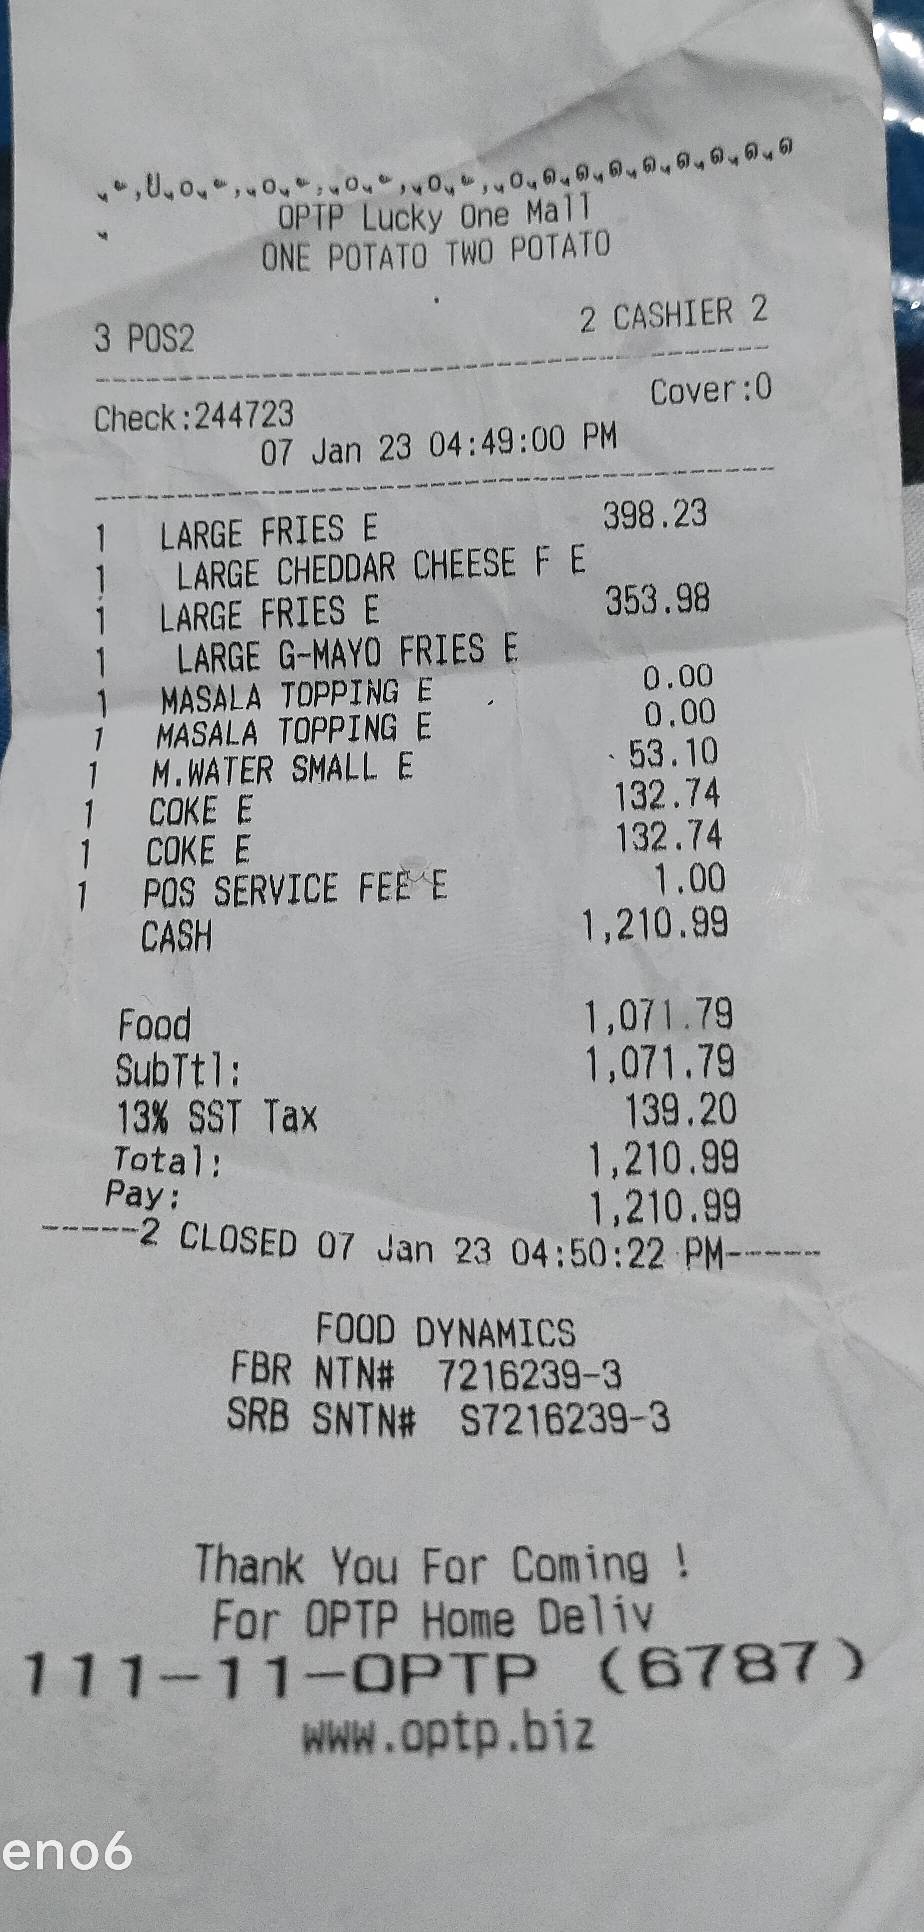 OPTP Lucky One Mall
ONE POTATO TWO POTATO
3 POS2 2 CASHIER 2
Check:244723 Cover:0
07 Jan 23 04:49:00 PM
1 LARGE FRIES E 398.23
1 LARGE CHEDDAR CHEESE F E
1 LARGE FRIES E 353.98
1 LARGE G-MAYO FRIES E
1 MASALA TOPPING E 0.00
1 MASALA TOPPING E 0.00
1 M.WATER SMALL E 53.10
1 COKE E 132.74
1 COKE E 132.74
1 POS SERVICE FEE E 1.00
CASH 1,210.99
Food 1,071.79
SubTtl: 1,071.79
13% SST Tax 139.20
Total: 1,210.99
Pay: 1,210.99
------2 CLOSED 07 Jan 23 04:50:22 PM------
FOOD DYNAMICS
FBR NTN# 7216239-3
SRB SNTN# S7216239-3
Thank You For Coming !
For OPTP Home Deliv
111-11-OPTP (6787)
www.optp.biz
eno6